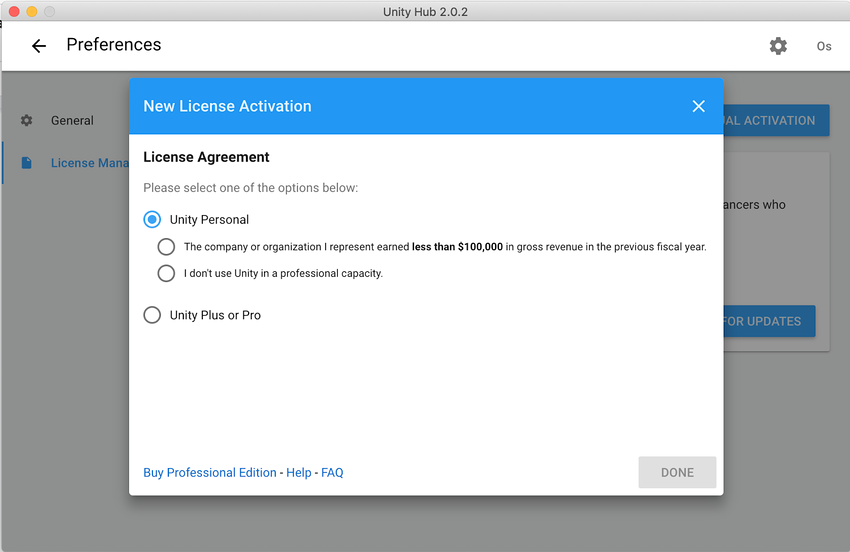 Unity Hub 2.0.2
Preferences
Os
General
License Mana
New License Activation
UAL ACTIVATION
License Agreement
Please select one of the options below:
Unity Personal
ancers who
The company or organization I represent earned less than $100,000 in gross revenue in the previous fiscal year.
I don't use Unity in a professional capacity.
Unity Plus or Pro
FOR UPDATES
Buy Professional Edition - Help - FAQ
DONE